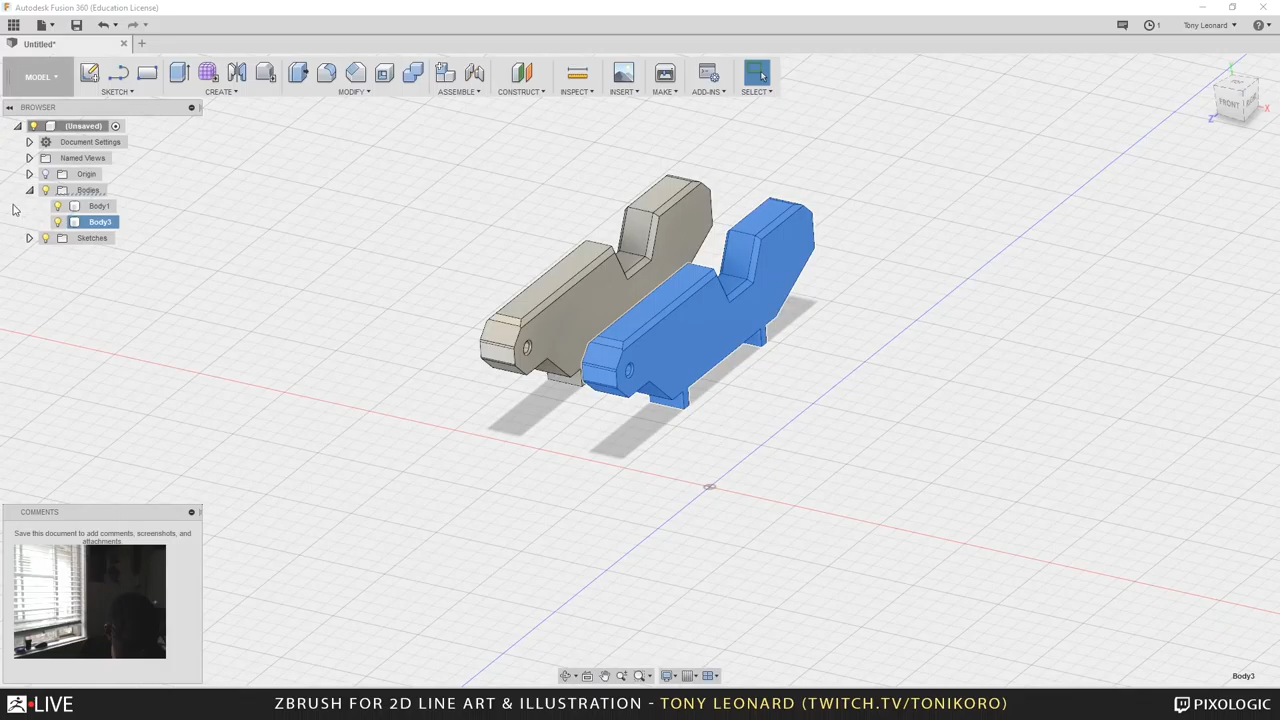 Autodesk Fusion 360 (Education License)
1 Tony Leonard
Untitled*
MODEL
SKETCH CREATE MODIFY ASSEMBLE CONSTRUCT INSPECT INSERT MAKE ADD-INS SELECT
BROWSER
(Unsaved)
Document Settings
Named Views
Origin
Bodies
Body1
Body3
Sketches
FRONT
X
Y
Z
COMMENTS
Save this document to add comments, screenshots, and
attachments
Body3
LIVE ZBRUSH FOR 2D LINE ART & ILLUSTRATION - TONY LEONARD (TWITCH.TV/TONIKORO) PIXOLOGIC